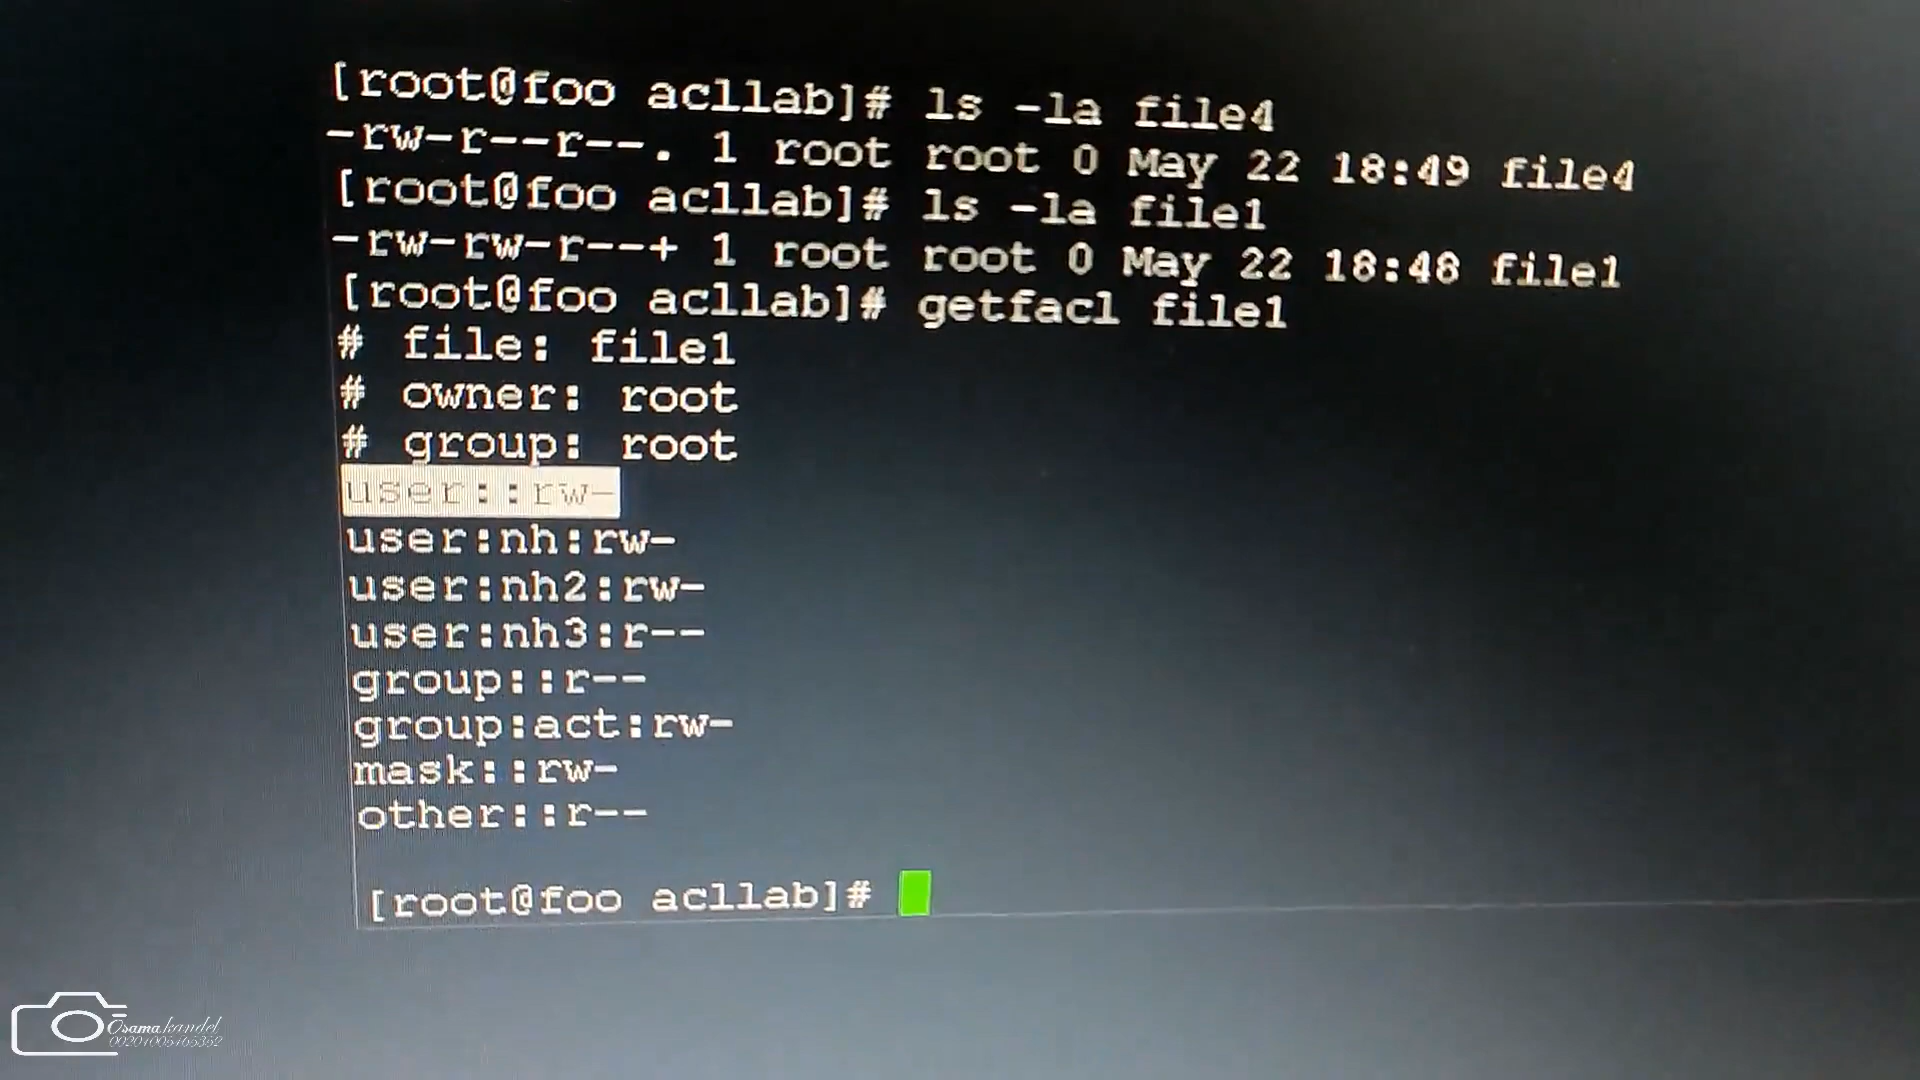 [root@foo acllab]# ls -la file4
-rw-r--r--. 1 root root 0 May 22 18:49 file4
[root@foo acllab]# ls -la file1
-rw-rw-r--+ 1 root root 0 May 22 18:48 file1
[root@foo acllab]# getfacl file1
# file: file1
# owner: root
# group: root
user::rw-
user:nh:rw-
user:nh2:rw-
user:nh3:r--
group::r--
group:act:rw-
mask::rw-
other::r--
[root@foo acllab]#
Osama kandel
00201005465352